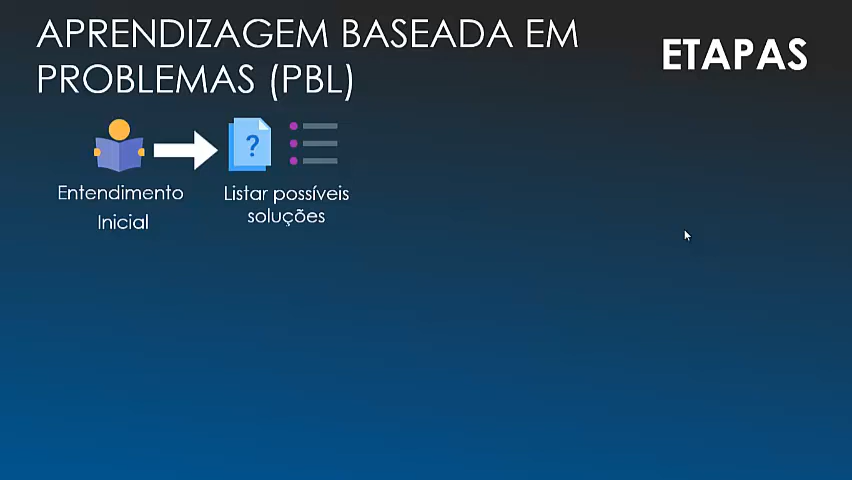 APRENDIZAGEM BASEADA EM
PROBLEMAS (PBL)
ETAPAS
?
Entendimento
Inicial
Listar possíveis
soluções